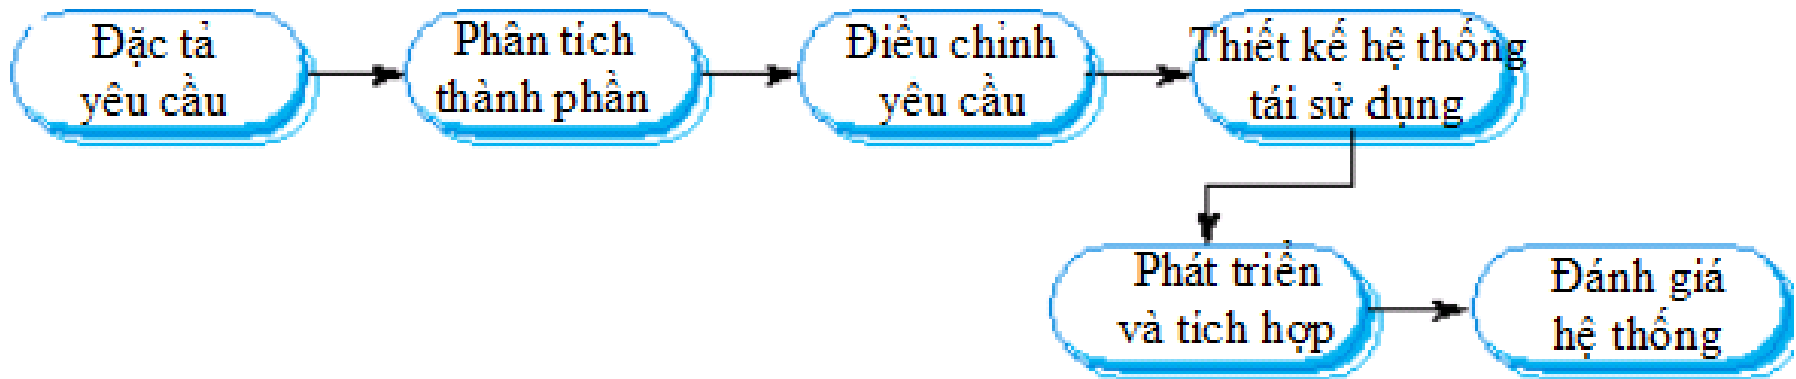 Đặc tả
yêu cầu
Phân tích
thành phần
Điều chỉnh
yêu cầu
Thiết kế hệ thống
tái sử dụng
Phát triển
và tích hợp
Đánh giá
hệ thống